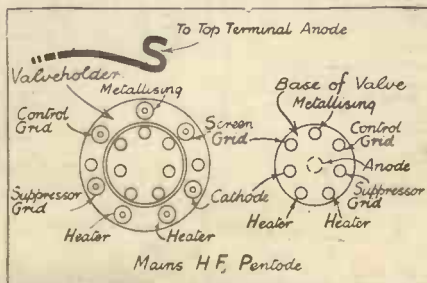 To Top Terminal Anode
Valveholder
Metallising
Control
Grid
Screen
Grid
Suppressor
Grid
Cathode
Heater
Heater
Base of Valve
Metallising
Control
Grid
Anode
Suppressor
Grid
Heater
Heater
Mains H F, Pentode